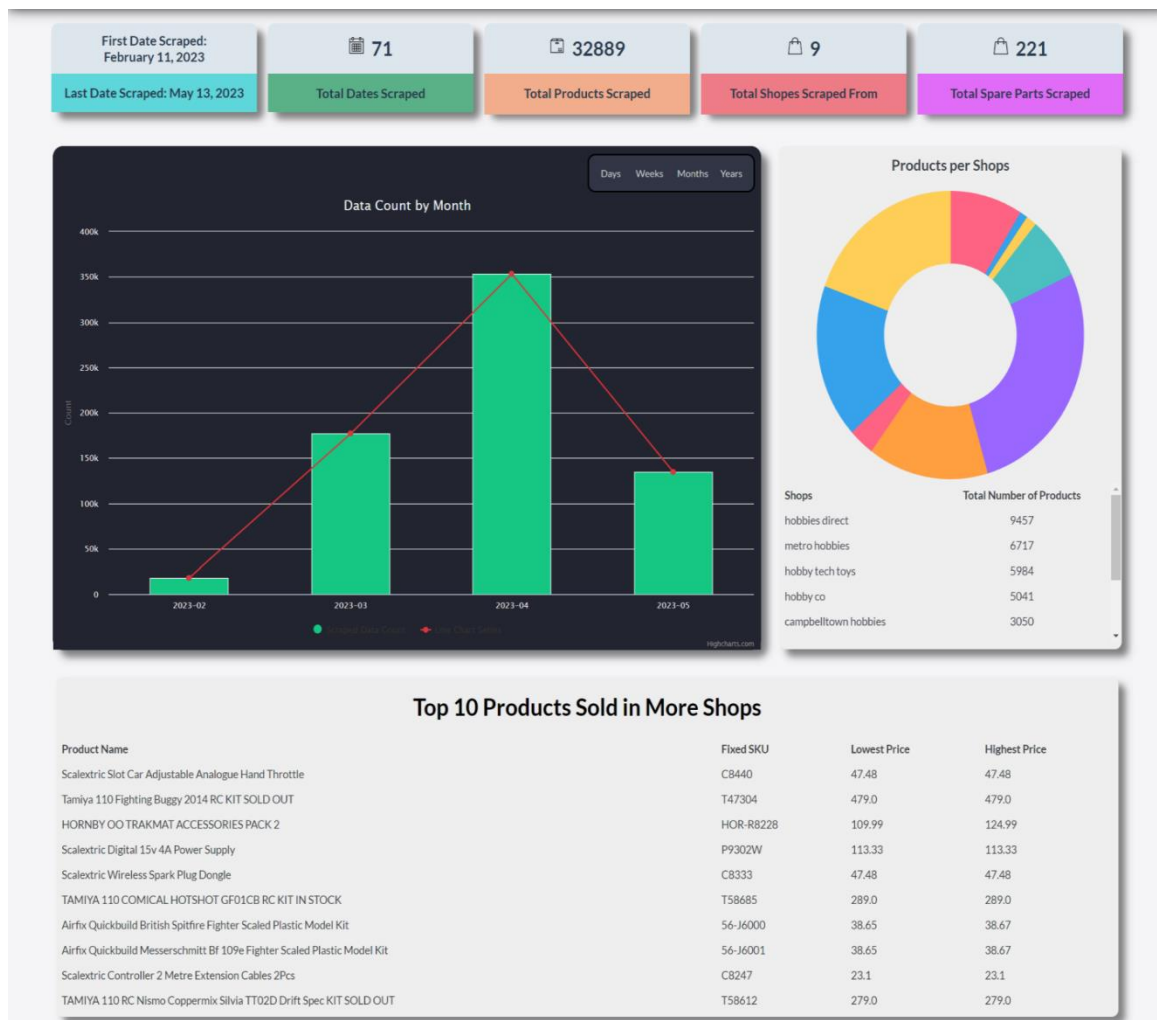 First Date Scraped:
February 11, 2023
Last Date Scraped: May 13, 2023
71
Total Dates Scraped
32889
Total Products Scraped
9
Total Shopes Scraped From
221
Total Spare Parts Scraped
Days Weeks Months Years
Data Count by Month
400k
350k
300k
250k
200k
150k
100k
50k
0
Count
2023-02 2023-03 2023-04 2023-05
Highcharts.com
Products per Shops
Shops Total Number of Products
hobbies direct 9457
metro hobbies 6717
hobby tech toys 5984
hobby co 5041
campbelltown hobbies 3050
Top 10 Products Sold in More Shops
Product Name Fixed SKU Lowest Price Highest Price
Scalextric Slot Car Adjustable Analogue Hand Throttle C8440 47.48 47.48
Tamiya 110 Fighting Buggy 2014 RC KIT SOLD OUT T47304 479.0 479.0
HORNBY OO TRAKMAT ACCESSORIES PACK 2 HOR-R8228 109.99 124.99
Scalextric Digital 15v 4A Power Supply P9302W 113.33 113.33
Scalextric Wireless Spark Plug Dongle C8333 47.48 47.48
TAMIYA 110 COMICAL HOTSHOT GF01CB RC KIT IN STOCK T58685 289.0 289.0
Airfix Quickbuild British Spitfire Fighter Scaled Plastic Model Kit 56-J6000 38.65 38.67
Airfix Quickbuild Messerschmitt Bf 109e Fighter Scaled Plastic Model Kit 56-J6001 38.65 38.67
Scalextric Controller 2 Metre Extension Cables 2Pcs C8247 23.1 23.1
TAMIYA 110 RC Nismo Coppermix Silvia TT02D Drift Spec KIT SOLD OUT T58612 279.0 279.0